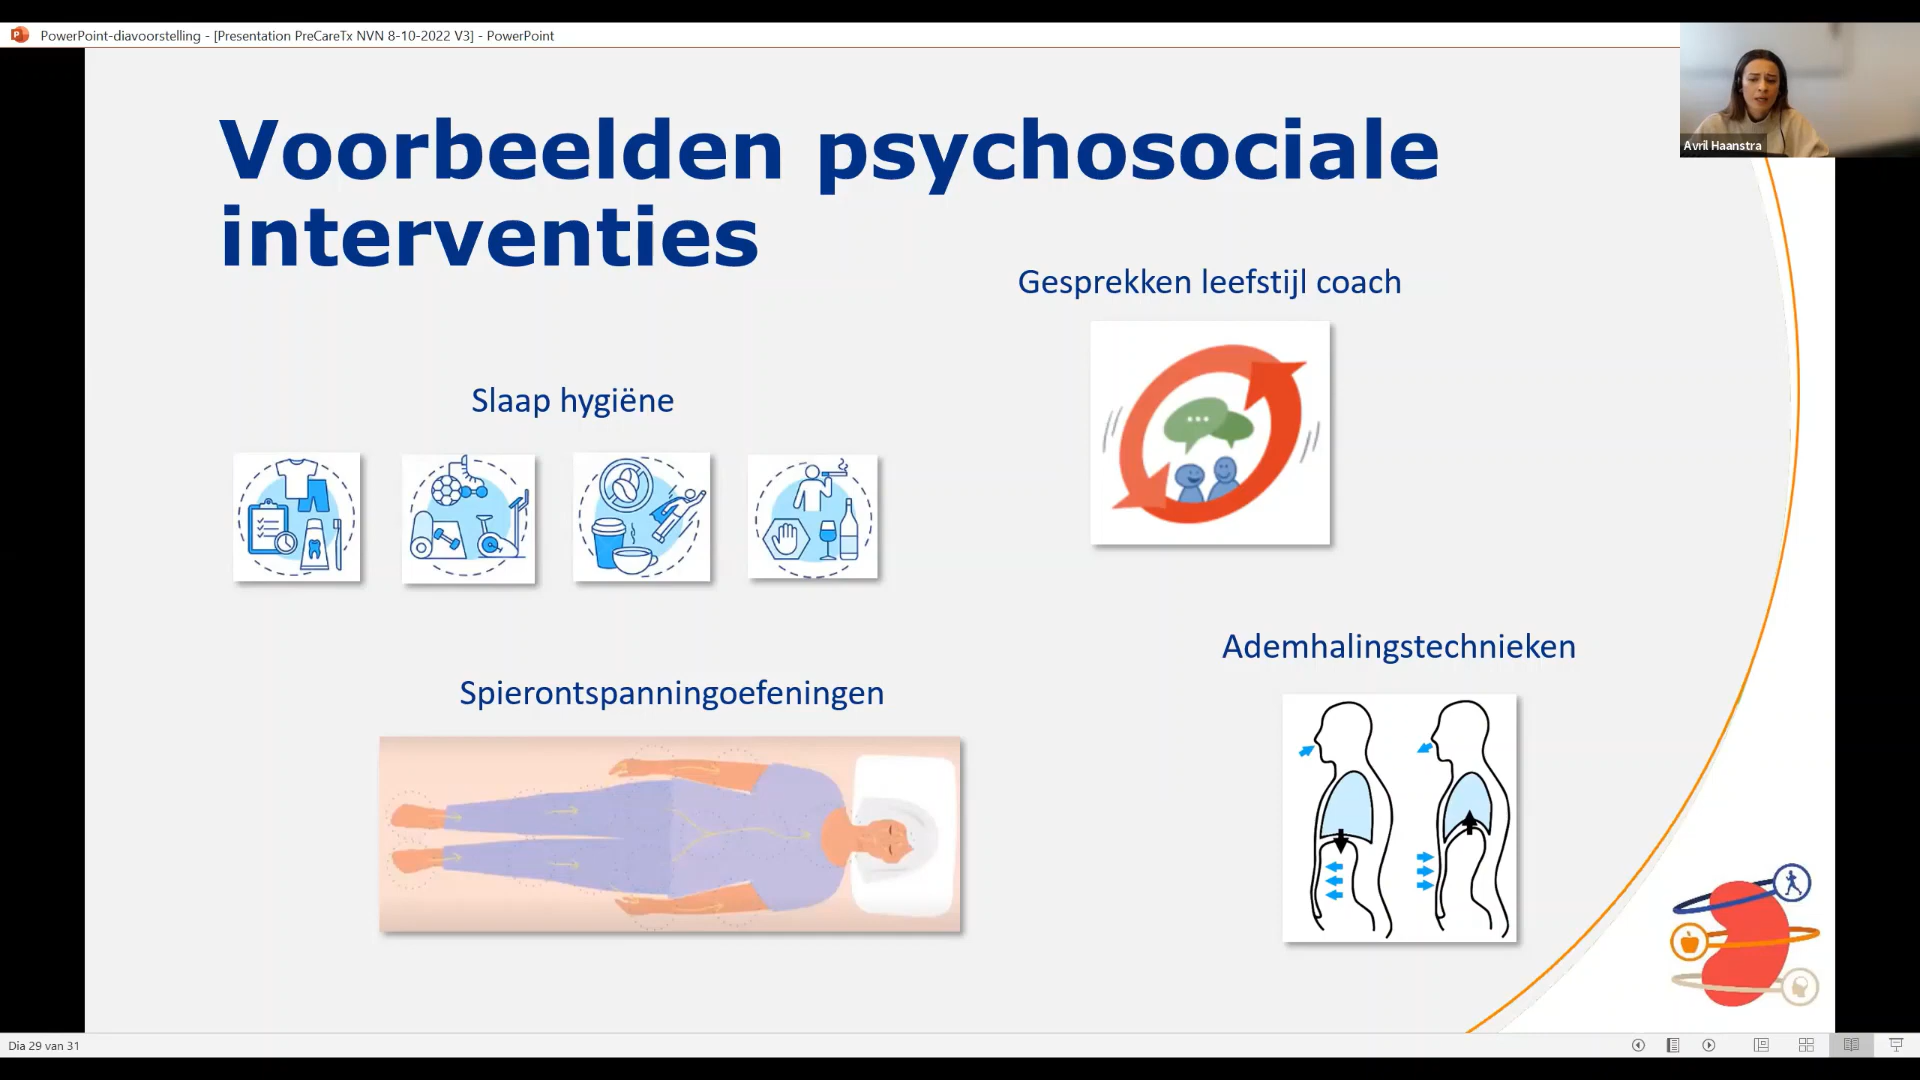 PowerPoint-diavoorstelling - [Presentation PreCareTx NVN 8-10-2022 V3] - PowerPoint
Avril Haanstra
Voorbeelden psychosociale
interventies
Gesprekken leefstijl coach
Slaap hygiëne
Ademhalingstechnieken
Spierontspanningoefeningen
Dia 29 van 31